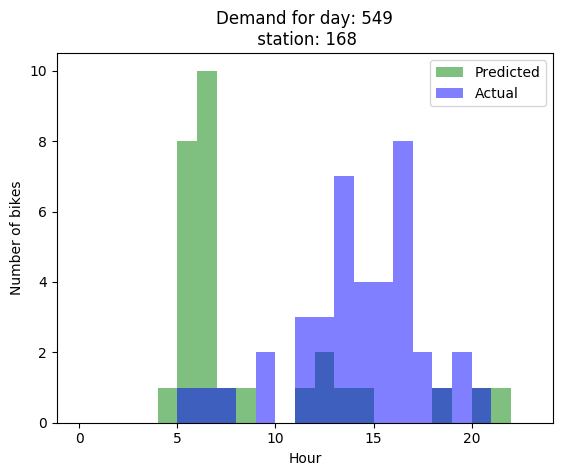 Demand for day: 549
station: 168
Predicted
Actual
Number of bikes
10
8
6
4
2
0
0 5 10 15 20
Hour